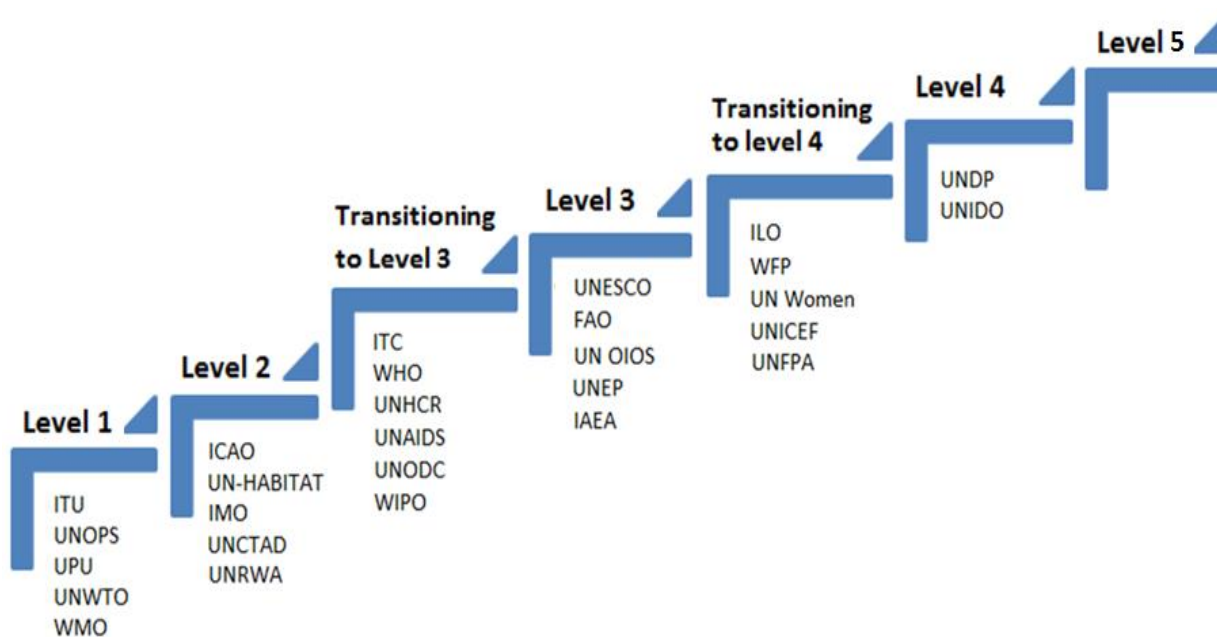 Level 1
ITU
UNOPS
UPU
UNWTO
WMO
Level 2
ICAO
UN-HABITAT
IMO
UNCTAD
UNRWA
Transitioning
to Level 3
ITC
WHO
UNHCR
UNAIDS
UNODC
WIPO
Level 3
UNESCO
FAO
UN OIOS
UNEP
IAEA
Transitioning
to level 4
ILO
WFP
UN Women
UNICEF
UNFPA
Level 4
UNDP
UNIDO
Level 5